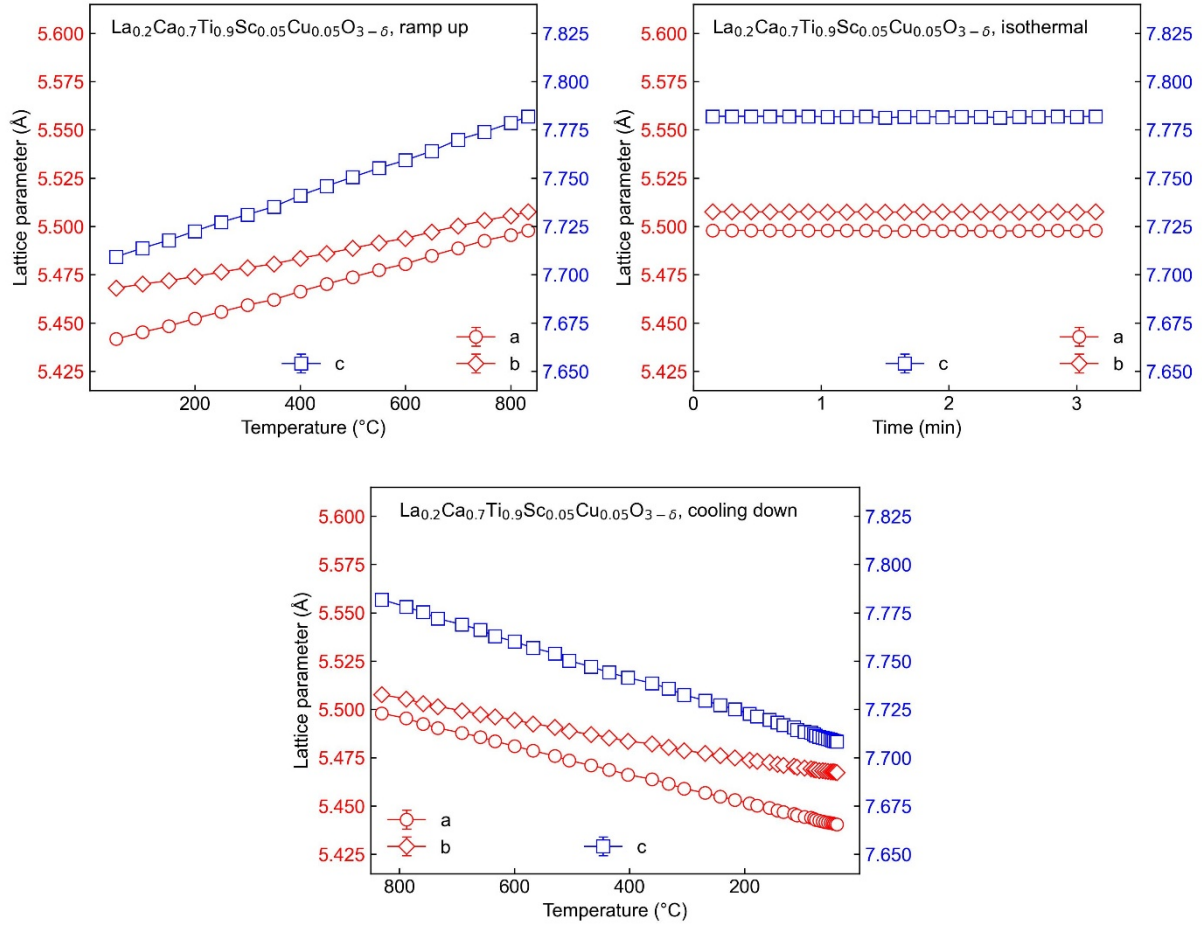 La0.2Ca0.7Ti0.9Sc0.05Cu0.05O3−δ, ramp up
Lattice parameter (Å)
5.600
5.575
5.550
5.525
5.500
5.475
5.450
5.425
7.825
7.800
7.775
7.750
7.725
7.700
7.675
7.650
c
a
b
200 400 600 800
Temperature (°C)
La0.2Ca0.7Ti0.9Sc0.05Cu0.05O3−δ, isothermal
Lattice parameter (Å)
5.600
5.575
5.550
5.525
5.500
5.475
5.450
5.425
7.825
7.800
7.775
7.750
7.725
7.700
7.675
7.650
c
a
b
0 1 2 3
Time (min)
La0.2Ca0.7Ti0.9Sc0.05Cu0.05O3−δ, cooling down
Lattice parameter (Å)
5.600
5.575
5.550
5.525
5.500
5.475
5.450
5.425
7.825
7.800
7.775
7.750
7.725
7.700
7.675
7.650
a
b
c
800 600 400 200
Temperature (°C)